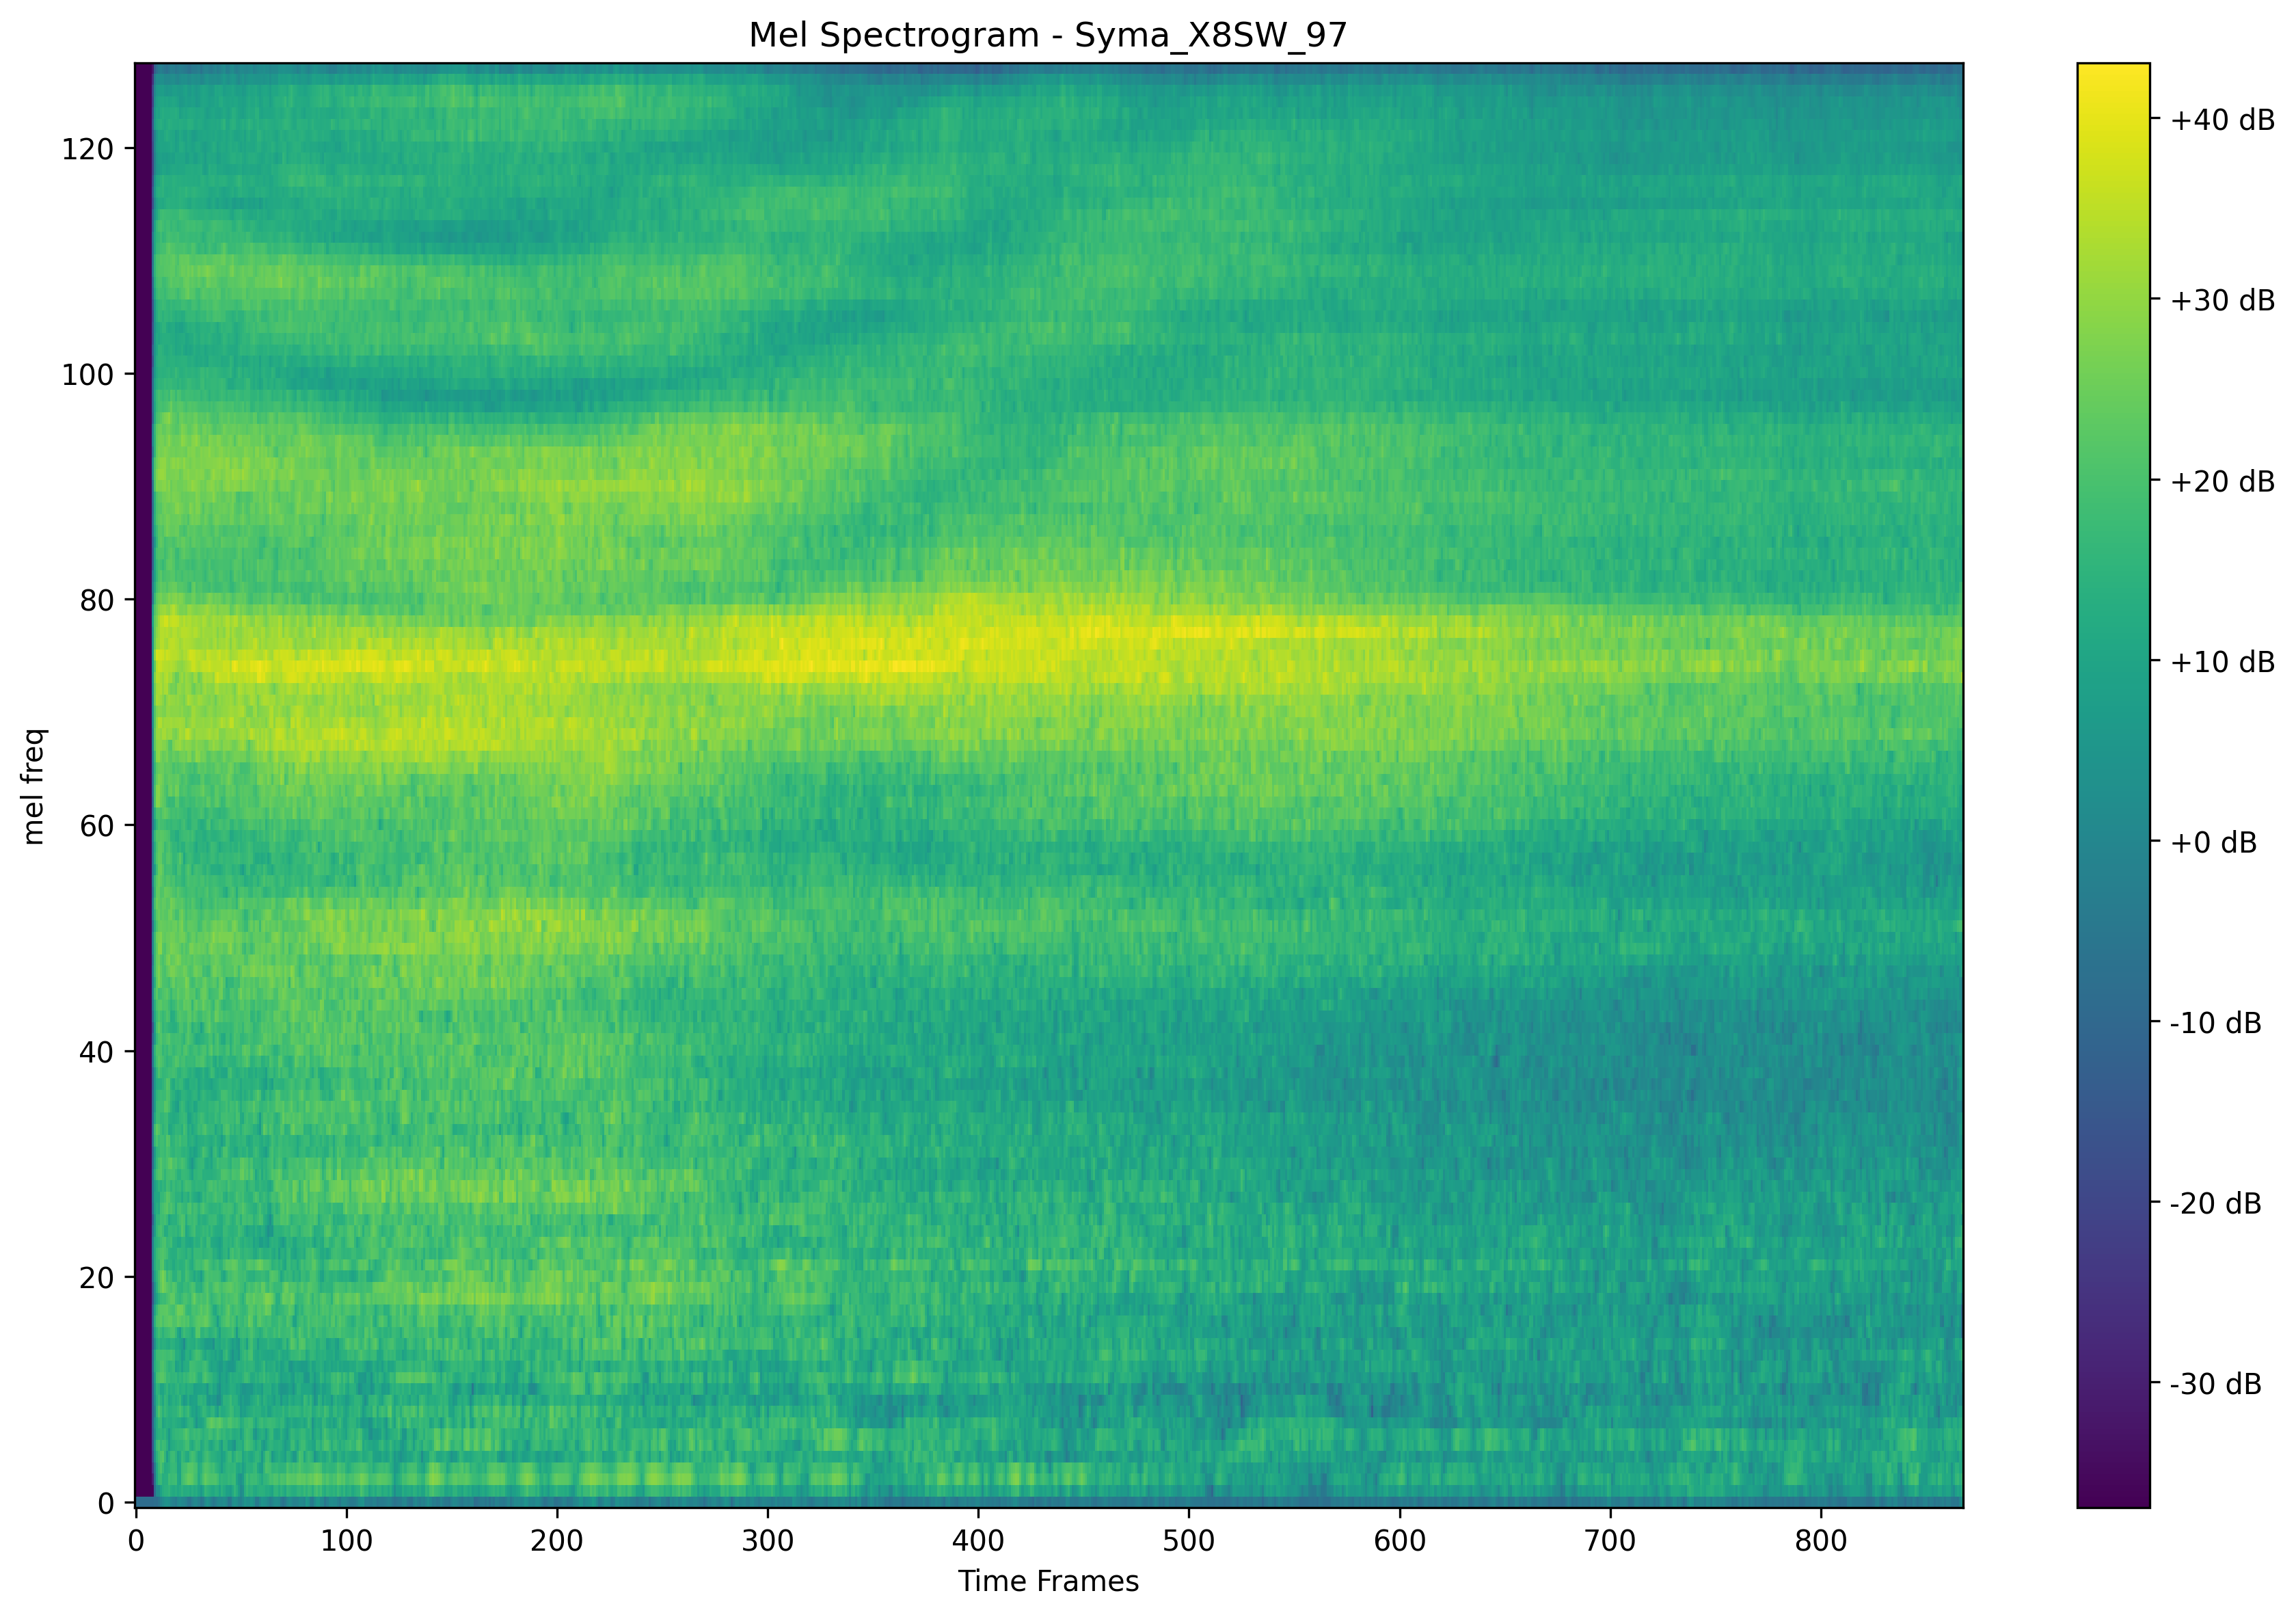 Mel Spectrogram - Syma_X8SW_97
mel freq
120
100
80
60
40
20
0
0 100 200 300 400 500 600 700 800
Time Frames
+40 dB
+30 dB
+20 dB
+10 dB
+0 dB
-10 dB
-20 dB
-30 dB